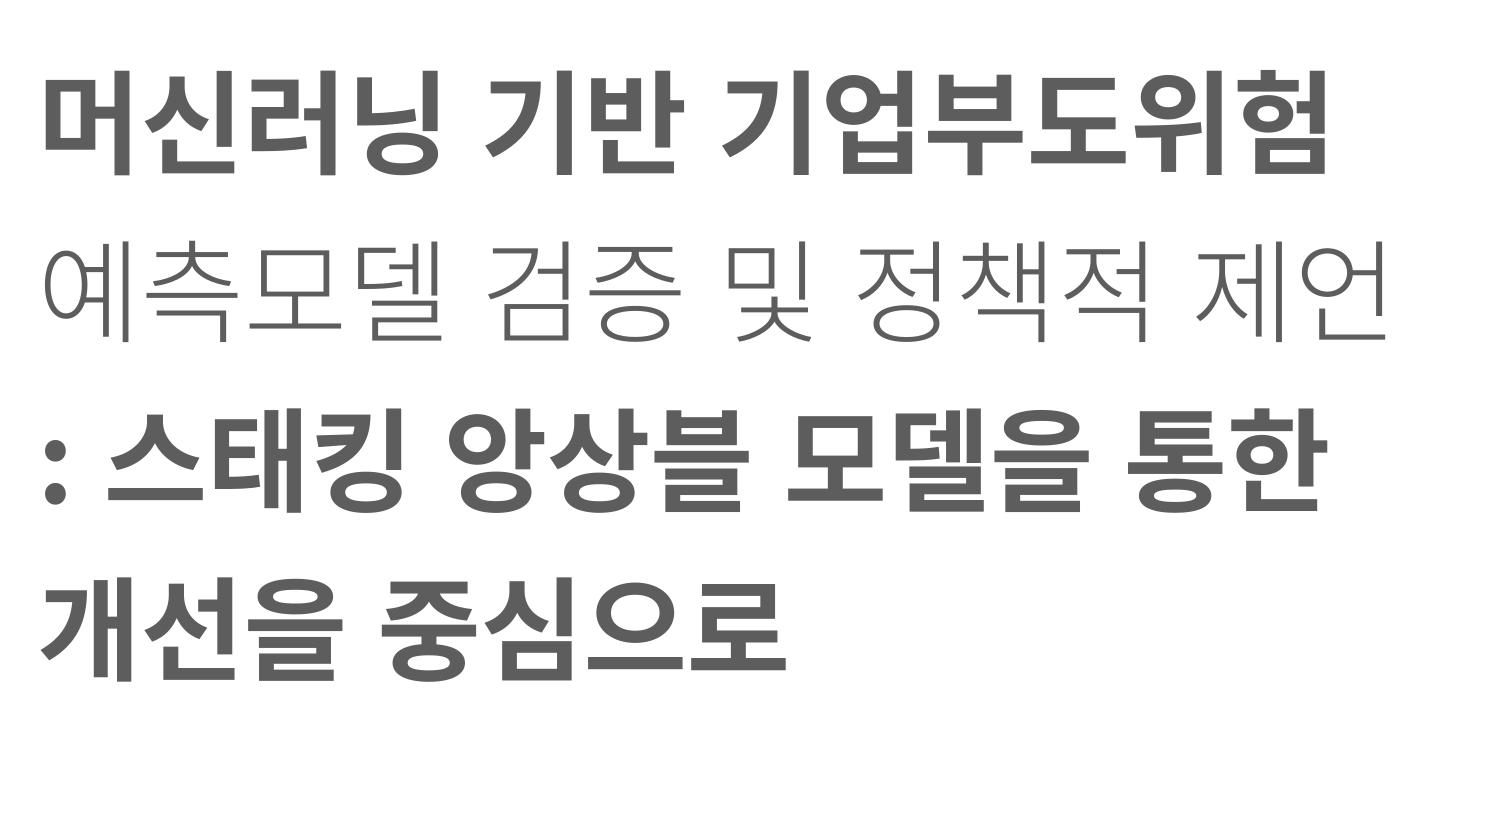 머신러닝 기반 기업부도위험
예측모델 검증 및 정책적 제언
: 스태킹 앙상블 모델을 통한
개선을 중심으로